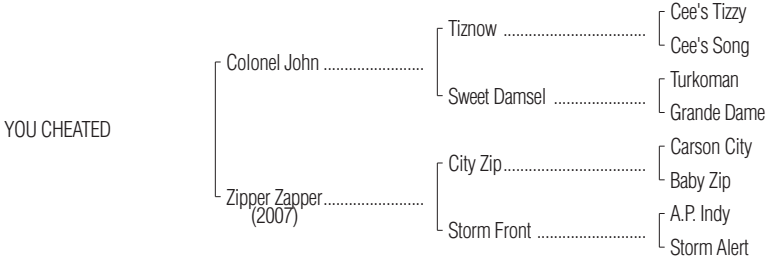 Cee's Tizzy
Tiznow ..................................
Cee's Song
Colonel John .......................
Turkoman
Sweet Damsel ......................
Grande Dame
YOU CHEATED
Carson City
City Zip..................................
Baby Zip
Zipper Zapper.......................
(2007)
A.P. Indy
Storm Front ..........................
Storm Alert